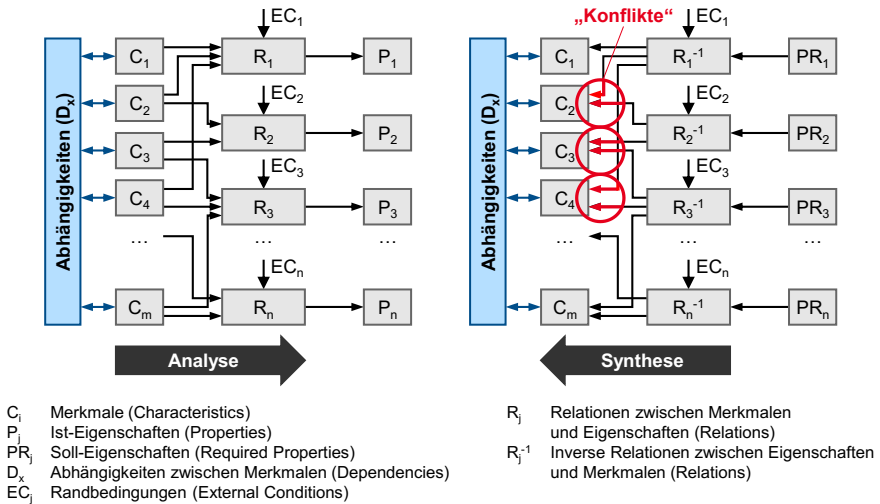 Abhängigkeiten (Dₓ)
C₁
C₂
C₃
C₄
...
Cₘ
EC₁
R₁
EC₂
R₂
EC₃
R₃
...
ECₙ
Rₙ
P₁
P₂
P₃
...
Pₙ
Analyse
„Konflikte“
Abhängigkeiten (Dₓ)
C₁
C₂
C₃
C₄
...
Cₘ
EC₁
R₁⁻¹
EC₂
R₂⁻¹
EC₃
R₃⁻¹
...
ECₙ
Rₙ⁻¹
PR₁
PR₂
PR₃
...
PRₙ
Synthese
Cᵢ Merkmale (Characteristics)
Pⱼ Ist-Eigenschaften (Properties)
PRⱼ Soll-Eigenschaften (Required Properties)
Dₓ Abhängigkeiten zwischen Merkmalen (Dependencies)
ECⱼ Randbedingungen (External Conditions)
Rⱼ Relationen zwischen Merkmalen
und Eigenschaften (Relations)
Rⱼ⁻¹ Inverse Relationen zwischen Eigenschaften
und Merkmalen (Relations)